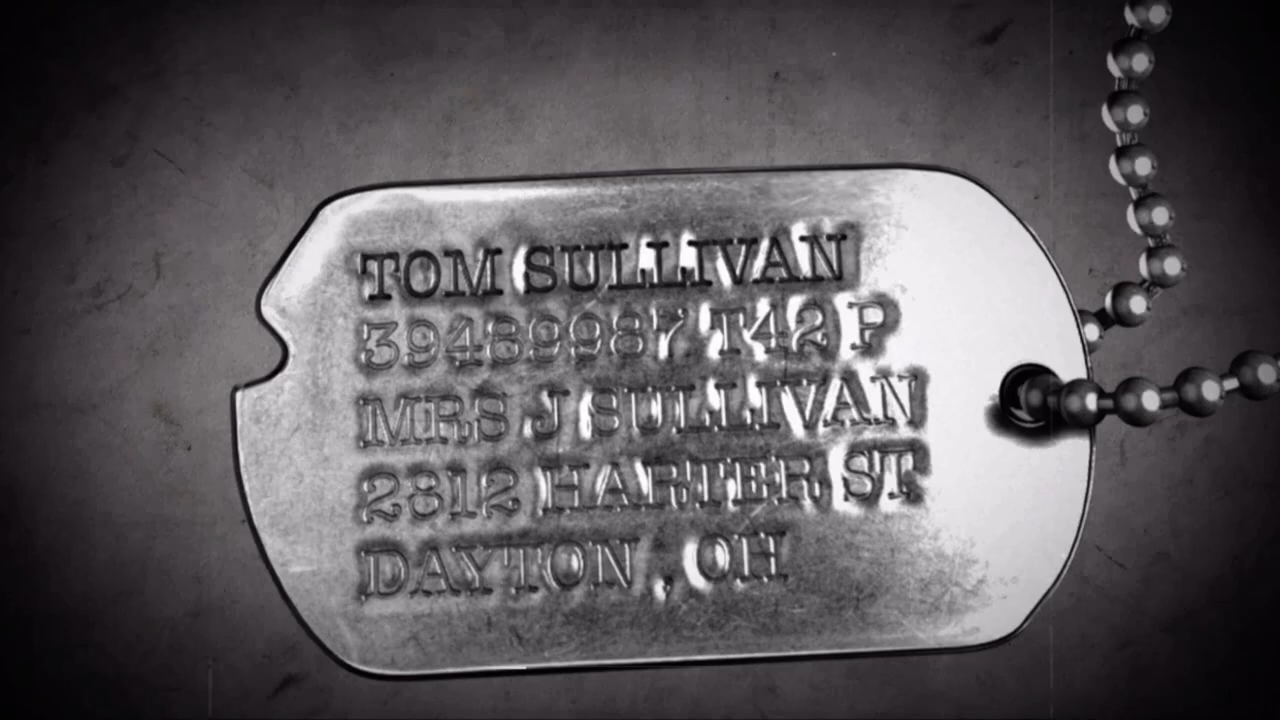 TOM SULLIVAN
39489987 T42 P
MRS J SULLIVAN
2812 HARTER ST
DAYTON , OH